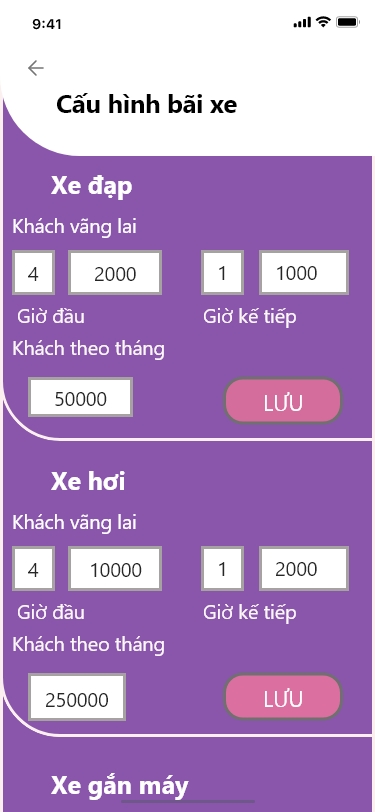 9:41
Cấu hình bãi xe
Xe đạp
Khách vãng lai
4 2000 1 1000
Giờ đầu Giờ kế tiếp
Khách theo tháng
50000 LƯU
Xe hơi
Khách vãng lai
4 10000 1 2000
Giờ đầu Giờ kế tiếp
Khách theo tháng
250000 LƯU
Xe gắn máy